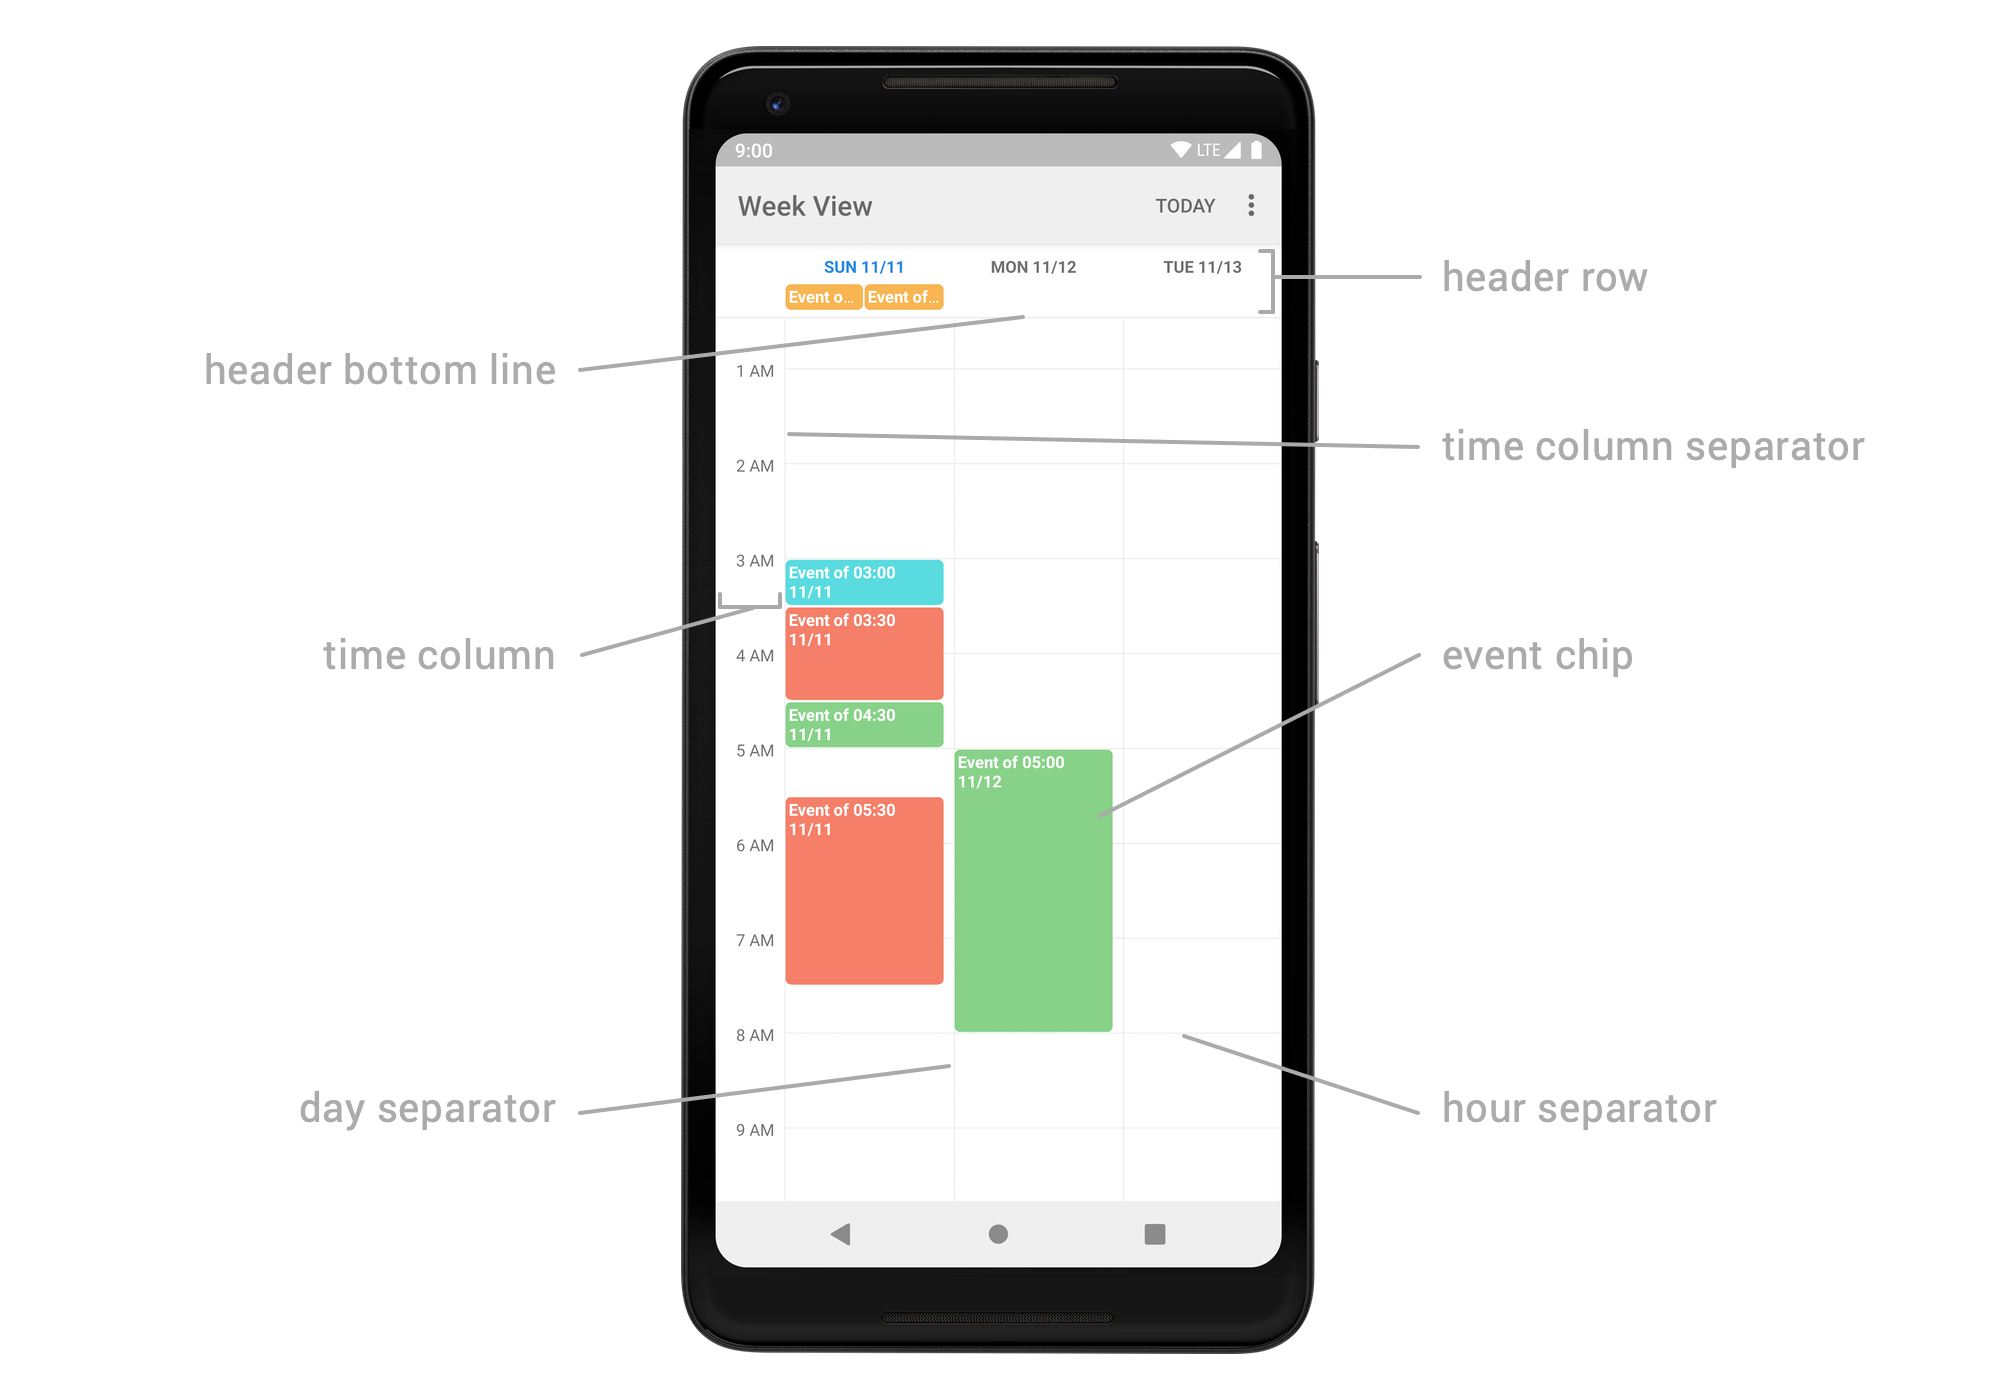 9:00
LTE
Week View
TODAY
SUN 11/11
MON 11/12
TUE 11/13
Event o...
Event of...
header row
header bottom line
1 AM
time column separator
2 AM
3 AM
Event of 03:00
11/11
Event of 03:30
11/11
time column
4 AM
event chip
Event of 04:30
11/11
5 AM
Event of 05:00
11/12
Event of 05:30
11/11
6 AM
7 AM
8 AM
day separator
hour separator
9 AM